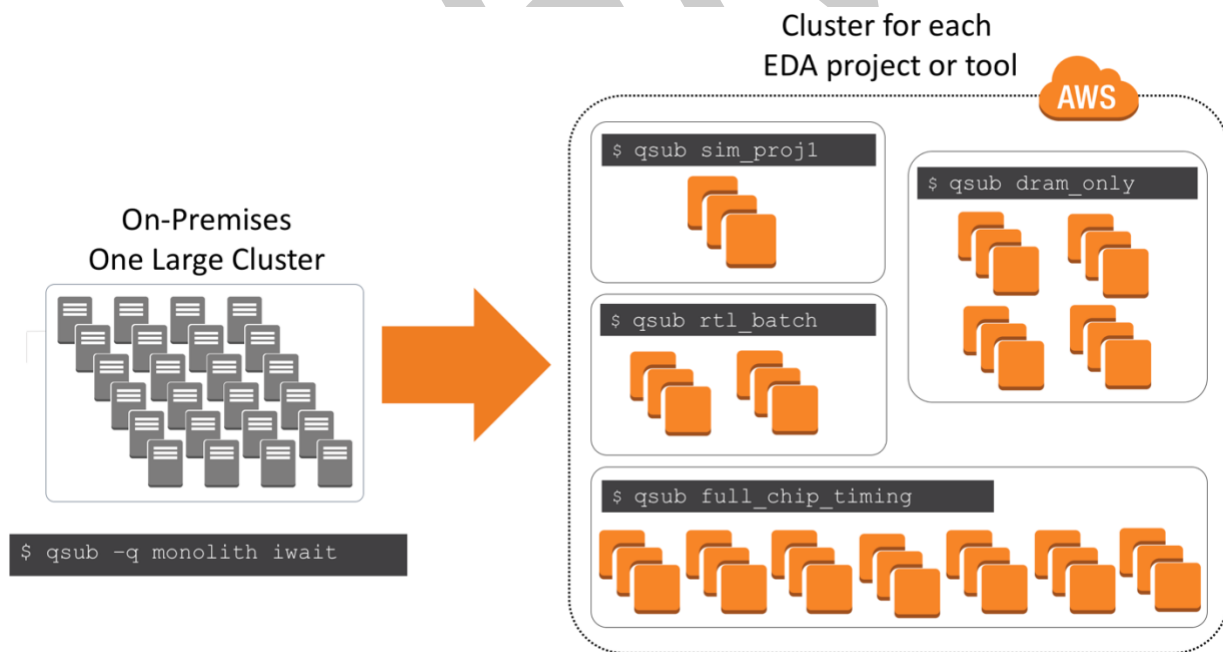 Cluster for each
EDA project or tool
AWS
$ qsub sim_proj1
$ qsub dram_only
On-Premises
One Large Cluster
$ qsub rtl_batch
$ qsub full_chip_timing
$ qsub –q monolith iwait